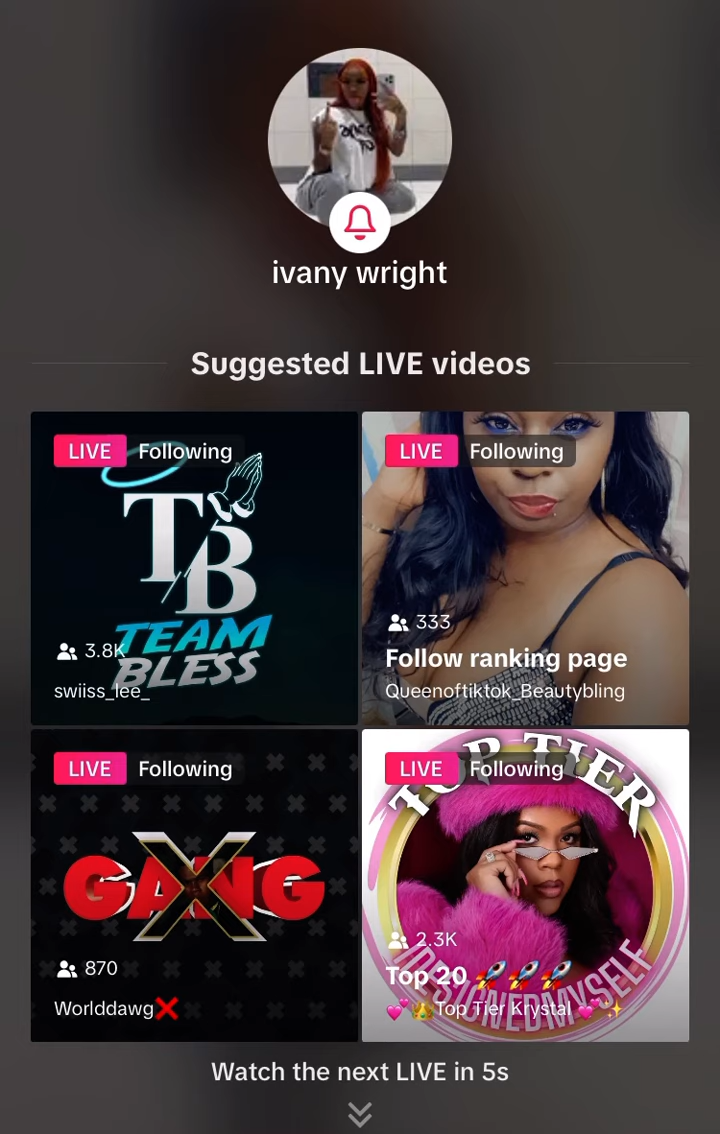 ivany wright
Suggested LIVE videos
LIVE Following
TB
TEAM
BLESS
3.8K
swiiss_lee_
LIVE Following
333
Follow ranking page
Queenoftiktok_Beautybling
LIVE Following
GANG
X
870
Worlddawg❌
LIVE Following
TOP TIER
2.3K
Top 20 🚀🚀🚀
💕👑Top Tier Krystal 💕✨
Watch the next LIVE in 5s